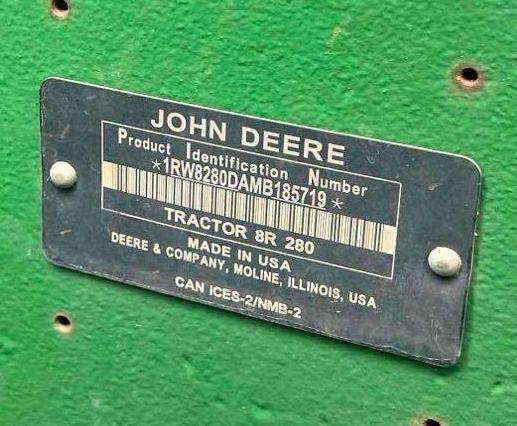 JOHN DEERE
Product Identification Number
*1RW8280DAMB185719*
TRACTOR 8R 280
MADE IN USA
DEERE & COMPANY, MOLINE, ILLINOIS, USA
CAN ICES-2/NMB-2